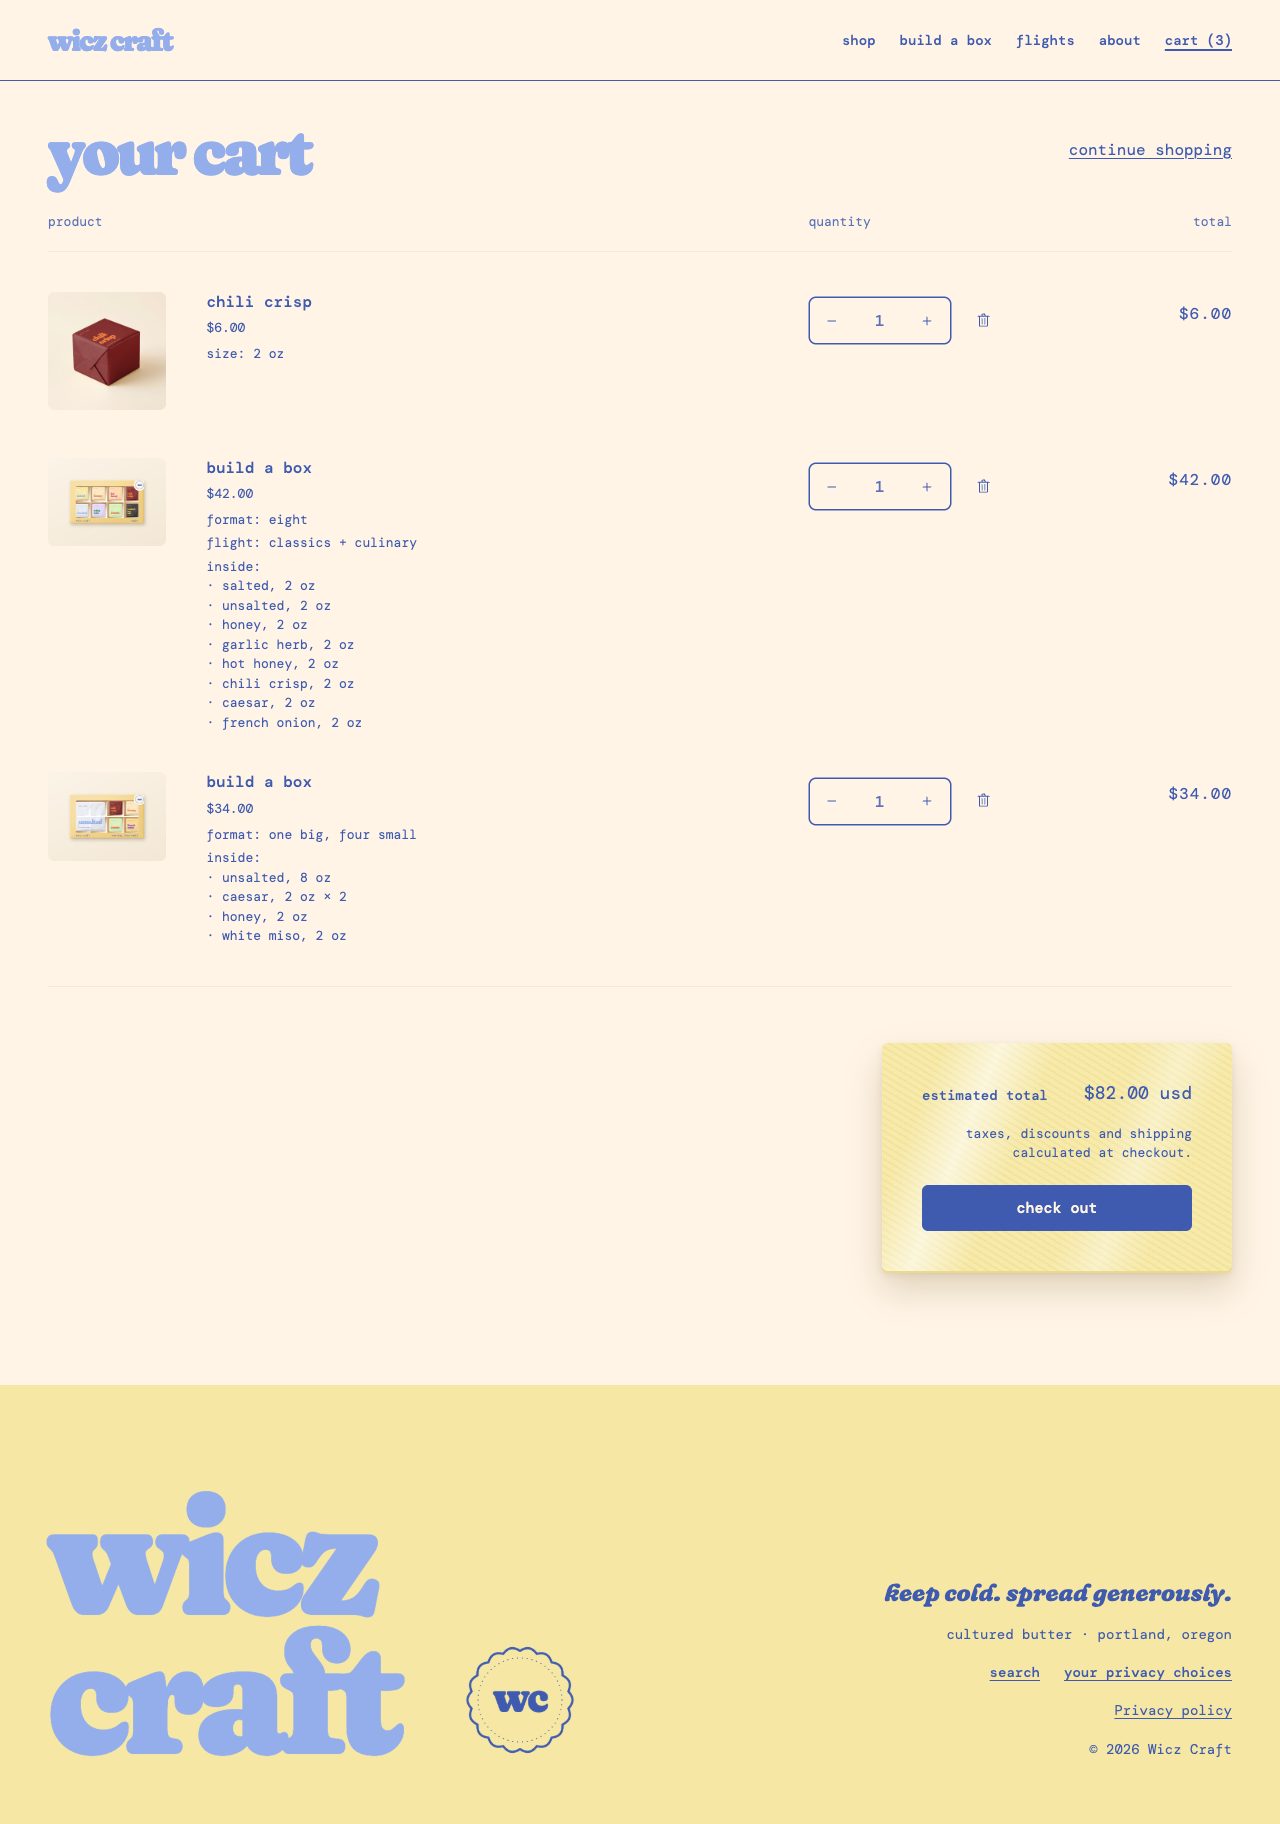 wicz craft
shop build a box flights about cart (3)
your cart
continue shopping
product quantity total
chili crisp
$6.00
size: 2 oz
chili
crisp
− 1 +
$6.00
build a box
$42.00
format: eight
flight: classics + culinary
inside:
· salted, 2 oz
· unsalted, 2 oz
· honey, 2 oz
· garlic herb, 2 oz
· hot honey, 2 oz
· chili crisp, 2 oz
· caesar, 2 oz
· french onion, 2 oz
− 1 +
$42.00
build a box
$34.00
format: one big, four small
inside:
· unsalted, 8 oz
· caesar, 2 oz × 2
· honey, 2 oz
· white miso, 2 oz
unsalted
− 1 +
$34.00
estimated total $82.00 usd
taxes, discounts and shipping
calculated at checkout.
check out
wicz
craft
wc
keep cold. spread generously.
cultured butter · portland, oregon
search your privacy choices
Privacy policy
© 2026 Wicz Craft